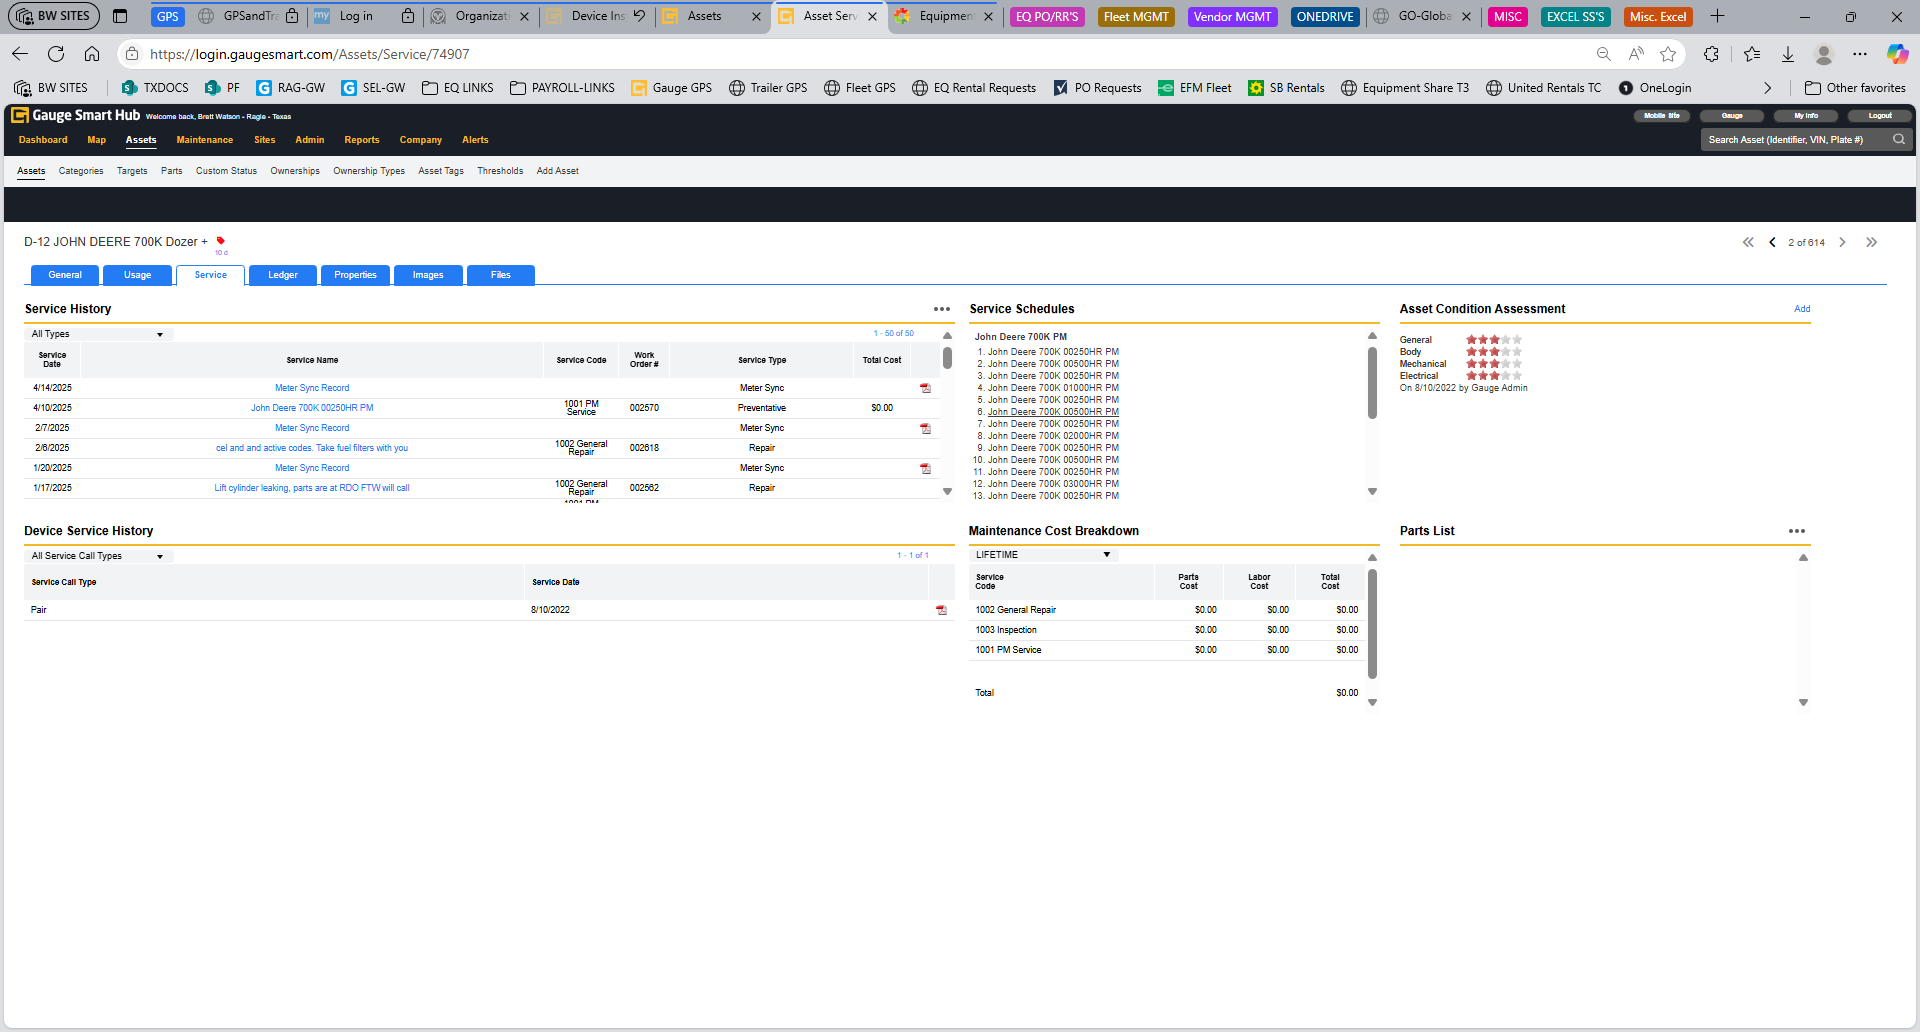 BW SITES
GPS
GPSandTr
my
Log in
Organizati
Device Ins
Assets
Asset Serv
Equipmen
EQ PO/RR'S
Fleet MGMT
Vendor MGMT
ONEDRIVE
GO-Globa
MISC
EXCEL SS'S
Misc. Excel
https://login.gaugesmart.com/Assets/Service/74907
BW SITES
TXDOCS
PF
RAG-GW
SEL-GW
EQ LINKS
PAYROLL-LINKS
Gauge GPS
Trailer GPS
Fleet GPS
EQ Rental Requests
PO Requests
EFM Fleet
SB Rentals
Equipment Share T3
United Rentals TC
OneLogin
Other favorites
Gauge Smart Hub Welcome back, Brett Watson - Ragle - Texas
Mobile Site
Gauge
My Info
Logout
Dashboard Map Assets Maintenance Sites Admin Reports Company Alerts
Search Asset (Identifier, VIN, Plate #)
Assets Categories Targets Parts Custom Status Ownerships Ownership Types Asset Tags Thresholds Add Asset
D-12 JOHN DEERE 700K Dozer +
10 d
2 of 614
General Usage Service Ledger Properties Images Files
Service History
All Types
1 - 50 of 50
Service Date
Service Name
Service Code
Work Order #
Service Type
Total Cost
4/14/2025 Meter Sync Record Meter Sync
4/10/2025 John Deere 700K 00250HR PM 1001 PM Service 002570 Preventative $0.00
2/7/2025 Meter Sync Record Meter Sync
2/6/2025 cel and and active codes. Take fuel filters with you 1002 General Repair 002618 Repair
1/20/2025 Meter Sync Record Meter Sync
1/17/2025 Lift cylinder leaking, parts are at RDO FTW will call 1002 General Repair 002562 Repair
1001 PM
Service Schedules
John Deere 700K PM
1. John Deere 700K 00250HR PM
2. John Deere 700K 00500HR PM
3. John Deere 700K 00250HR PM
4. John Deere 700K 01000HR PM
5. John Deere 700K 00250HR PM
6. John Deere 700K 00500HR PM
7. John Deere 700K 00250HR PM
8. John Deere 700K 02000HR PM
9. John Deere 700K 00250HR PM
10. John Deere 700K 00500HR PM
11. John Deere 700K 00250HR PM
12. John Deere 700K 03000HR PM
13. John Deere 700K 00250HR PM
Asset Condition Assessment
Add
General
Body
Mechanical
Electrical
On 8/10/2022 by Gauge Admin
Device Service History
All Service Call Types
1 - 1 of 1
Service Call Type Service Date
Pair 8/10/2022
Maintenance Cost Breakdown
LIFETIME
Service Code
Parts Cost
Labor Cost
Total Cost
1002 General Repair $0.00 $0.00 $0.00
1003 Inspection $0.00 $0.00 $0.00
1001 PM Service $0.00 $0.00 $0.00
Total $0.00
Parts List